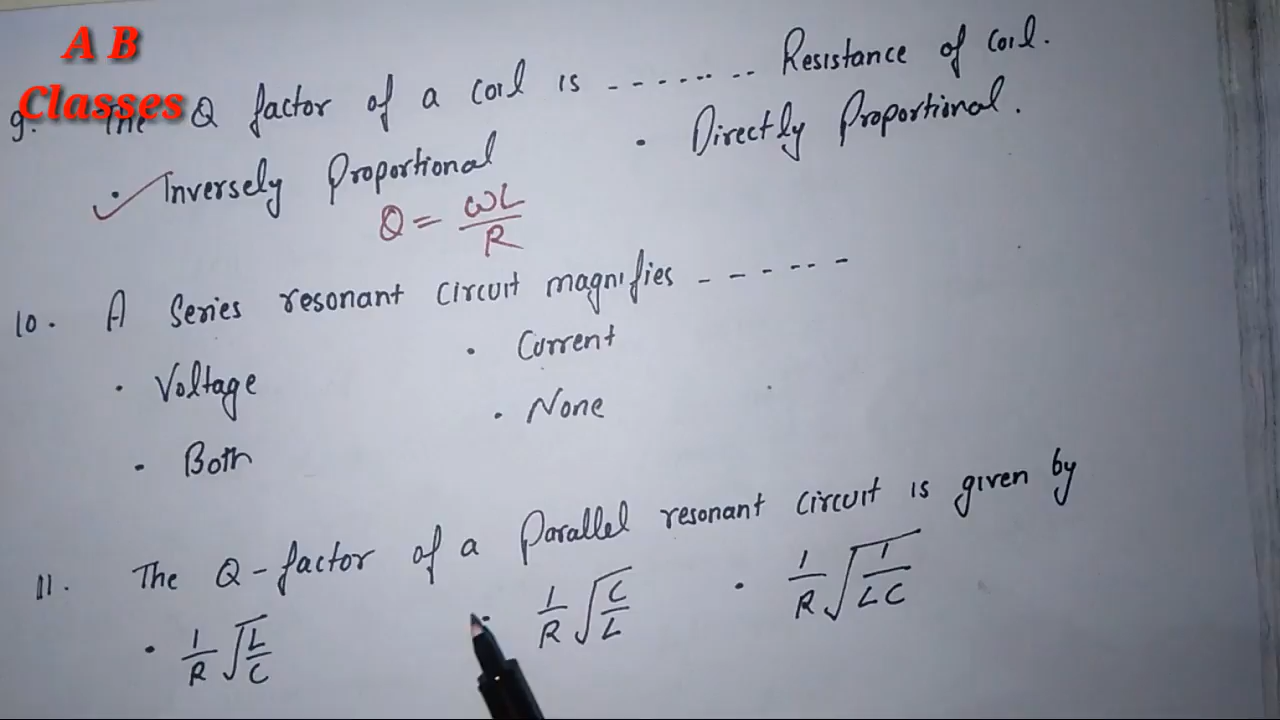 A B
Classes
9. The Q factor of a coil is ------- Resistance of coil.
• Inversely Proportional • Directly Proportional.
Q = ωL/R
10. A Series resonant circuit magnifies ------
• Voltage • Current
• Both • None
11. The Q-factor of a Parallel resonant circuit is given by
• 1/R √(L/C) • 1/R √(C/L) • 1/R √(1/LC)